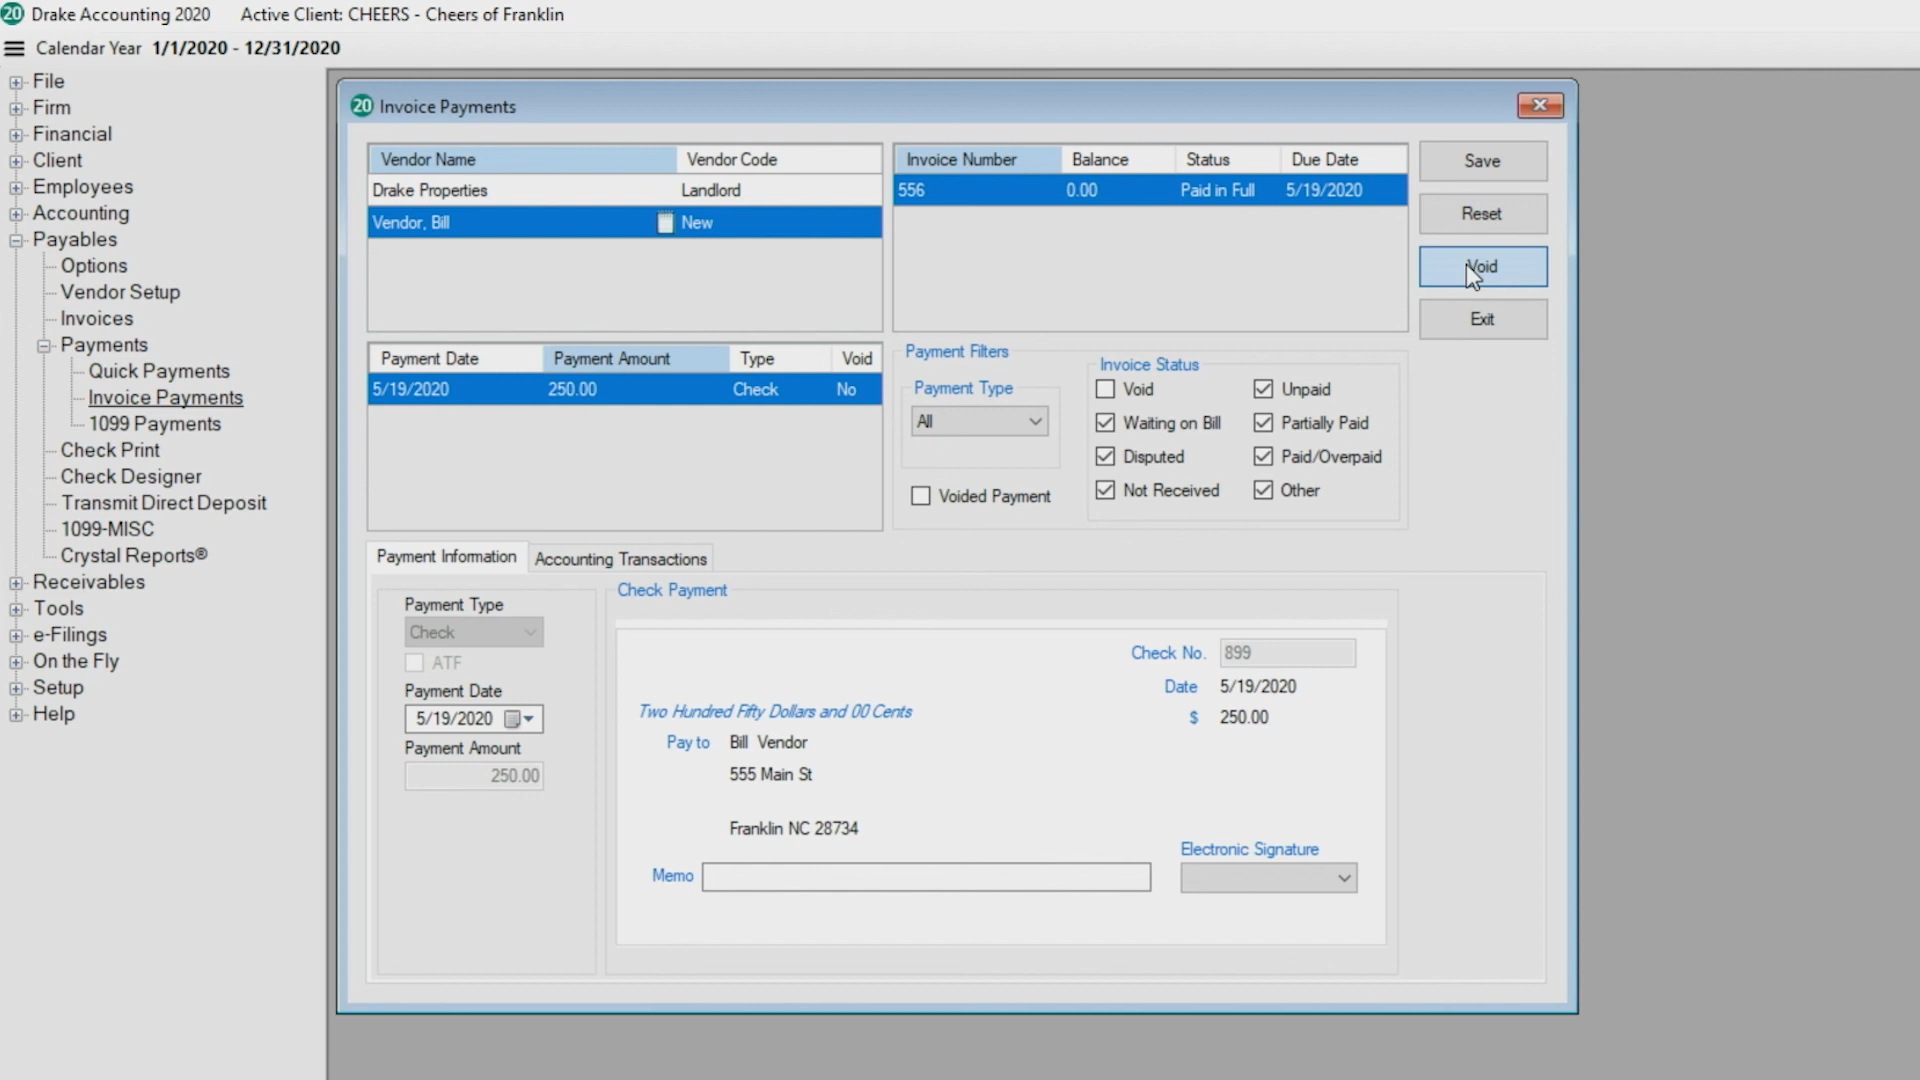 20 Drake Accounting 2020 Active Client: CHEERS - Cheers of Franklin
Calendar Year 1/1/2020 - 12/31/2020
File
Firm
Financial
Client
Employees
Accounting
Payables
Options
Vendor Setup
Invoices
Payments
Quick Payments
Invoice Payments
1099 Payments
Check Print
Check Designer
Transmit Direct Deposit
1099-MISC
Crystal Reports®
Receivables
Tools
e-Filings
On the Fly
Setup
Help
20 Invoice Payments
Vendor Name Vendor Code
Drake Properties Landlord
Vendor, Bill New
Invoice Number Balance Status Due Date
556 0.00 Paid in Full 5/19/2020
Save
Reset
Void
Exit
Payment Date Payment Amount Type Void
5/19/2020 250.00 Check No
Payment Filters
Payment Type
All
Voided Payment
Invoice Status
Void Unpaid
Waiting on Bill Partially Paid
Disputed Paid/Overpaid
Not Received Other
Payment Information Accounting Transactions
Payment Type
Check
ATF
Payment Date
5/19/2020
Payment Amount
250.00
Check Payment
Check No. 899
Date 5/19/2020
$ 250.00
Two Hundred Fifty Dollars and 00 Cents
Pay to Bill Vendor
555 Main St
Franklin NC 28734
Electronic Signature
Memo